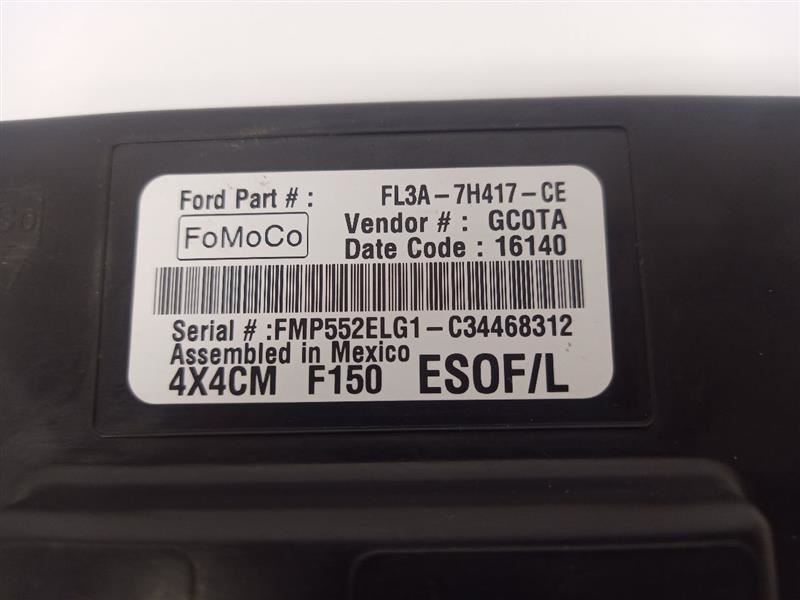 Ford Part # : FL3A-7H417-CE
FoMoCo Vendor # : GC0TA
Date Code : 16140
Serial # :FMP552ELG1-C34468312
Assembled in Mexico
4X4CM F150 ESOF/L